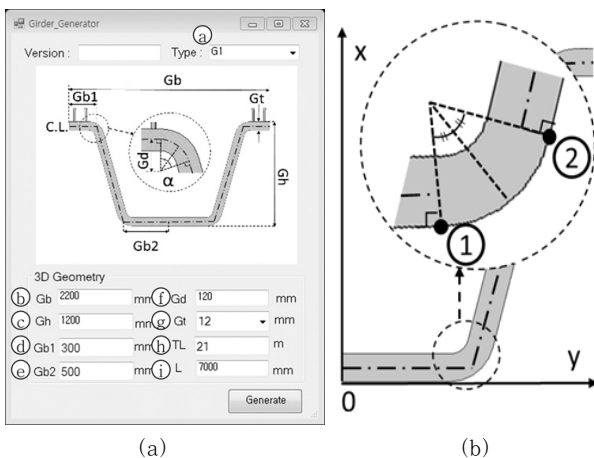 Girder_Generator
ⓐ
Version :
Type : G1
Gb
Gb1
Gt
C.L.
Gd
α
Gh
Gb2
3D Geometry
ⓑ Gb 2200 mm ⓕ Gd 120 mm
ⓒ Gh 1200 mm ⓖ Gt 12 mm
ⓓ Gb1 300 mm ⓗ TL 21 m
ⓔ Gb2 500 mm ⓘ L 7000 mm
Generate
(a)
x
②
①
y
0
(b)